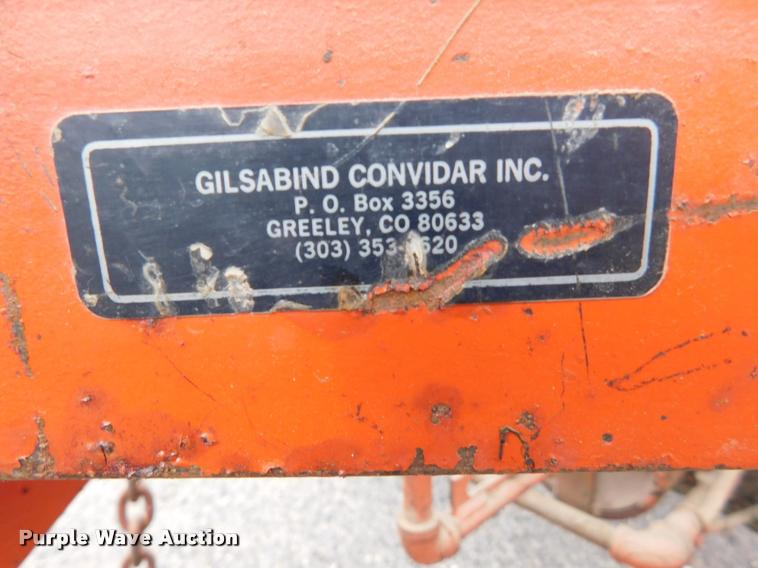 GILSABIND CONVIDAR INC.
P. O. Box 3356
GREELEY, CO 80633
(303)
Purple Wave Auction